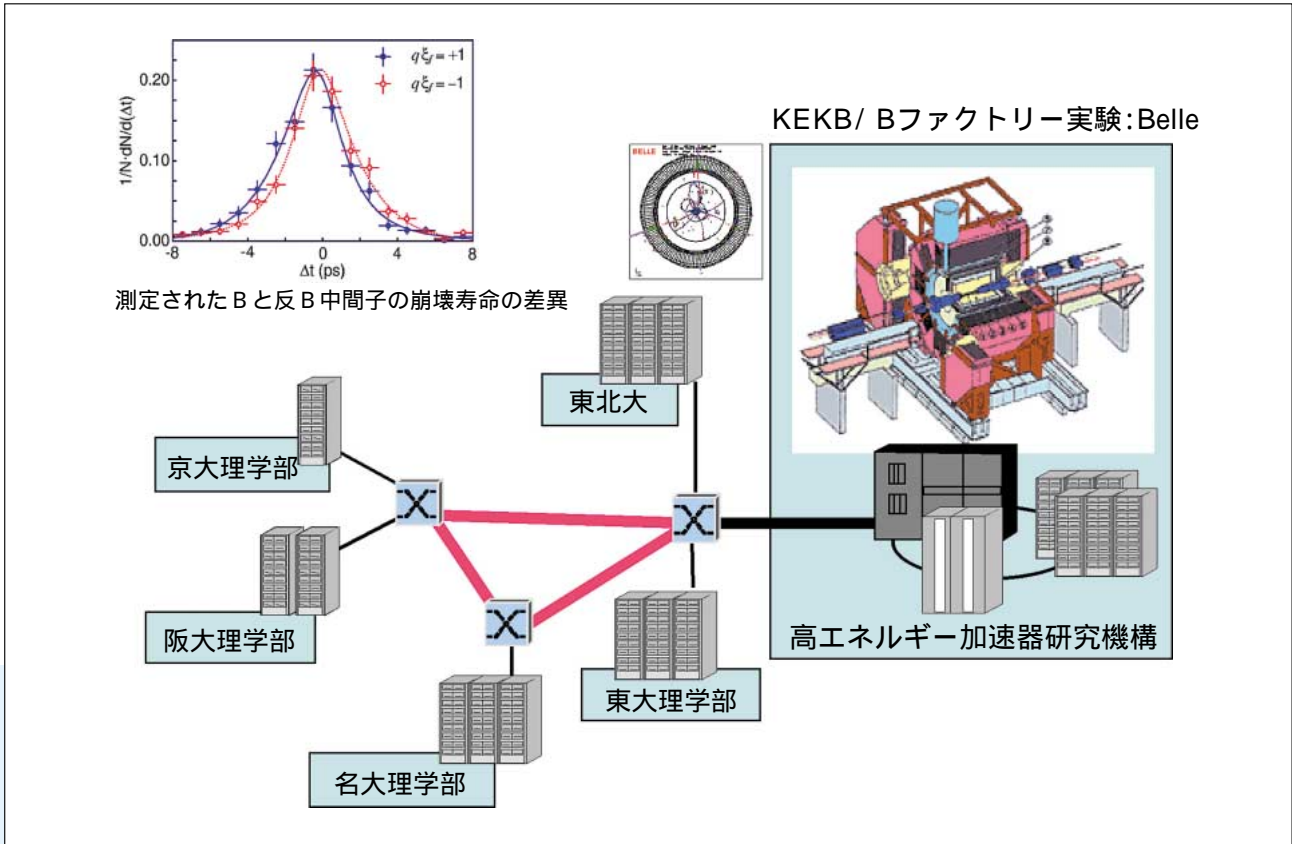 qξf=+1
qξf=-1
0.20
0.10
0.00
1/N·dN/d(Δt)
-8
-4
0
4
8
Δt (ps)
測定されたBと反B中間子の崩壊寿命の差異
KEKB/ Bファクトリー実験:Belle
BELLE
東北大
京大理学部
阪大理学部
名大理学部
東大理学部
高エネルギー加速器研究機構